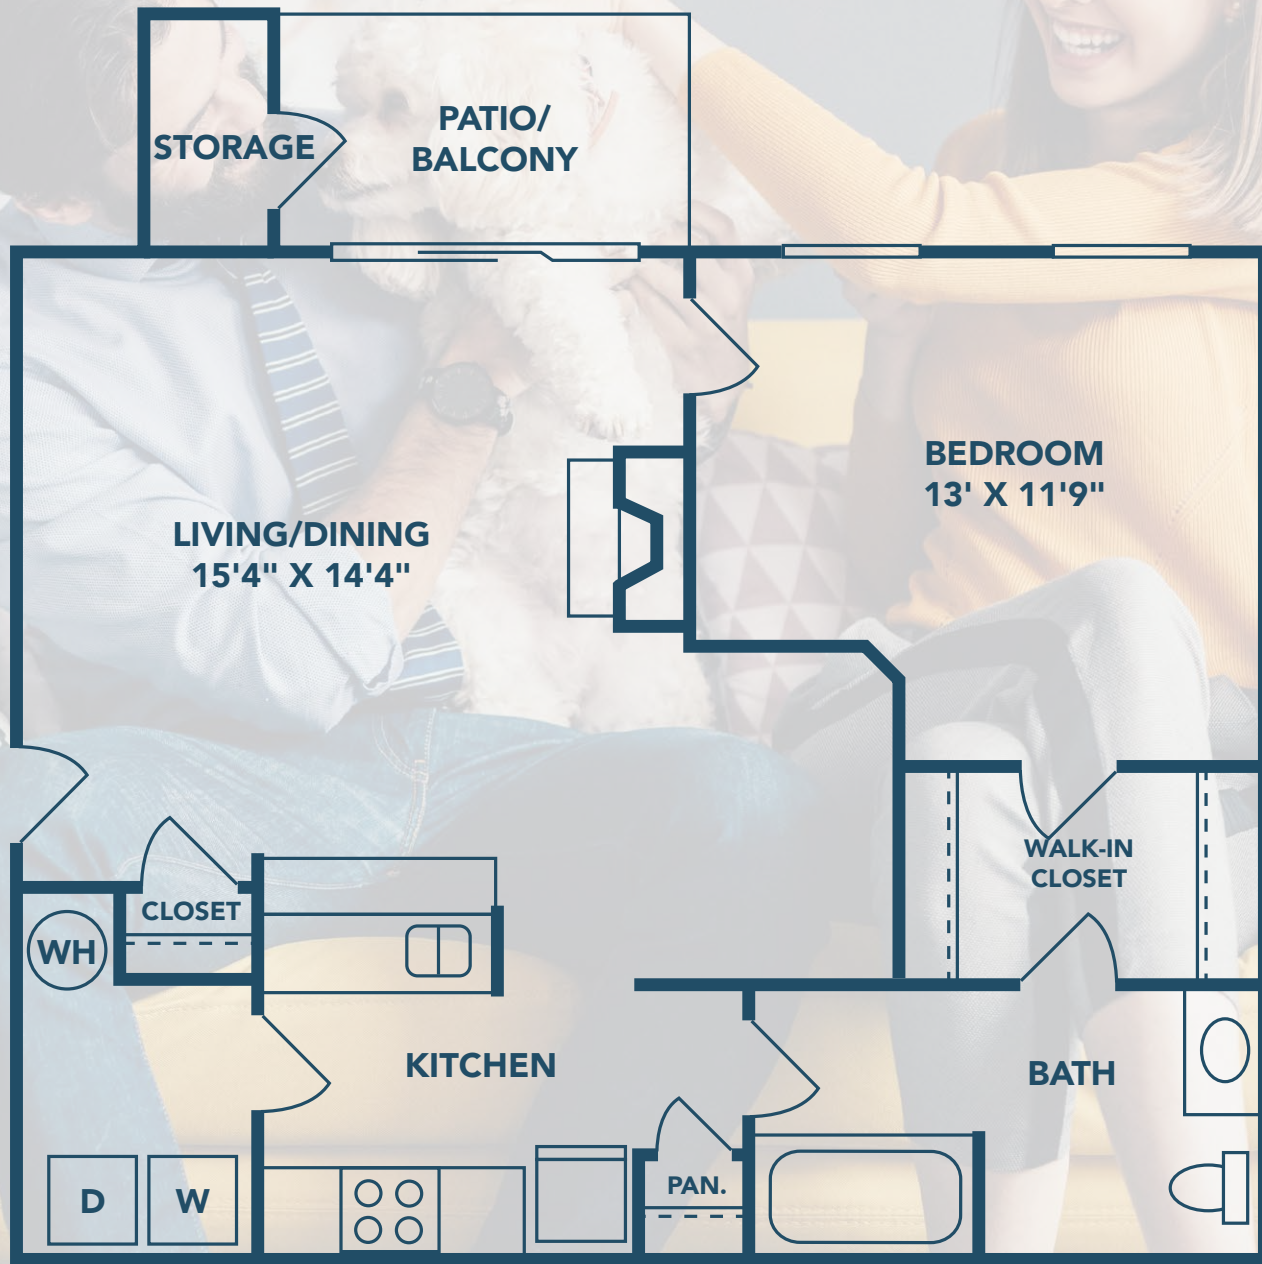 STORAGE
PATIO/
BALCONY
BEDROOM
13' X 11'9"
LIVING/DINING
15'4" X 14'4"
WALK-IN
CLOSET
CLOSET
WH
KITCHEN
BATH
PAN.
D
W